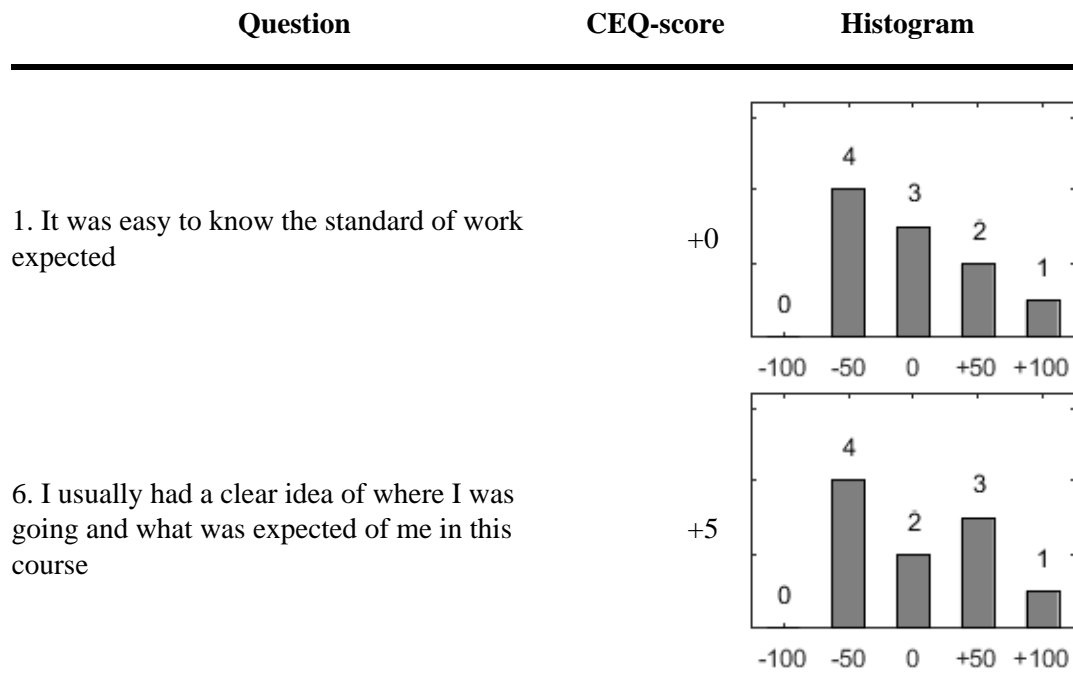 Question CEQ-score Histogram
4
3
2
1
0
1. It was easy to know the standard of work
expected
+0
-100 -50 0 +50 +100
4
3
2
1
0
6. I usually had a clear idea of where I was
going and what was expected of me in this
course
+5
-100 -50 0 +50 +100